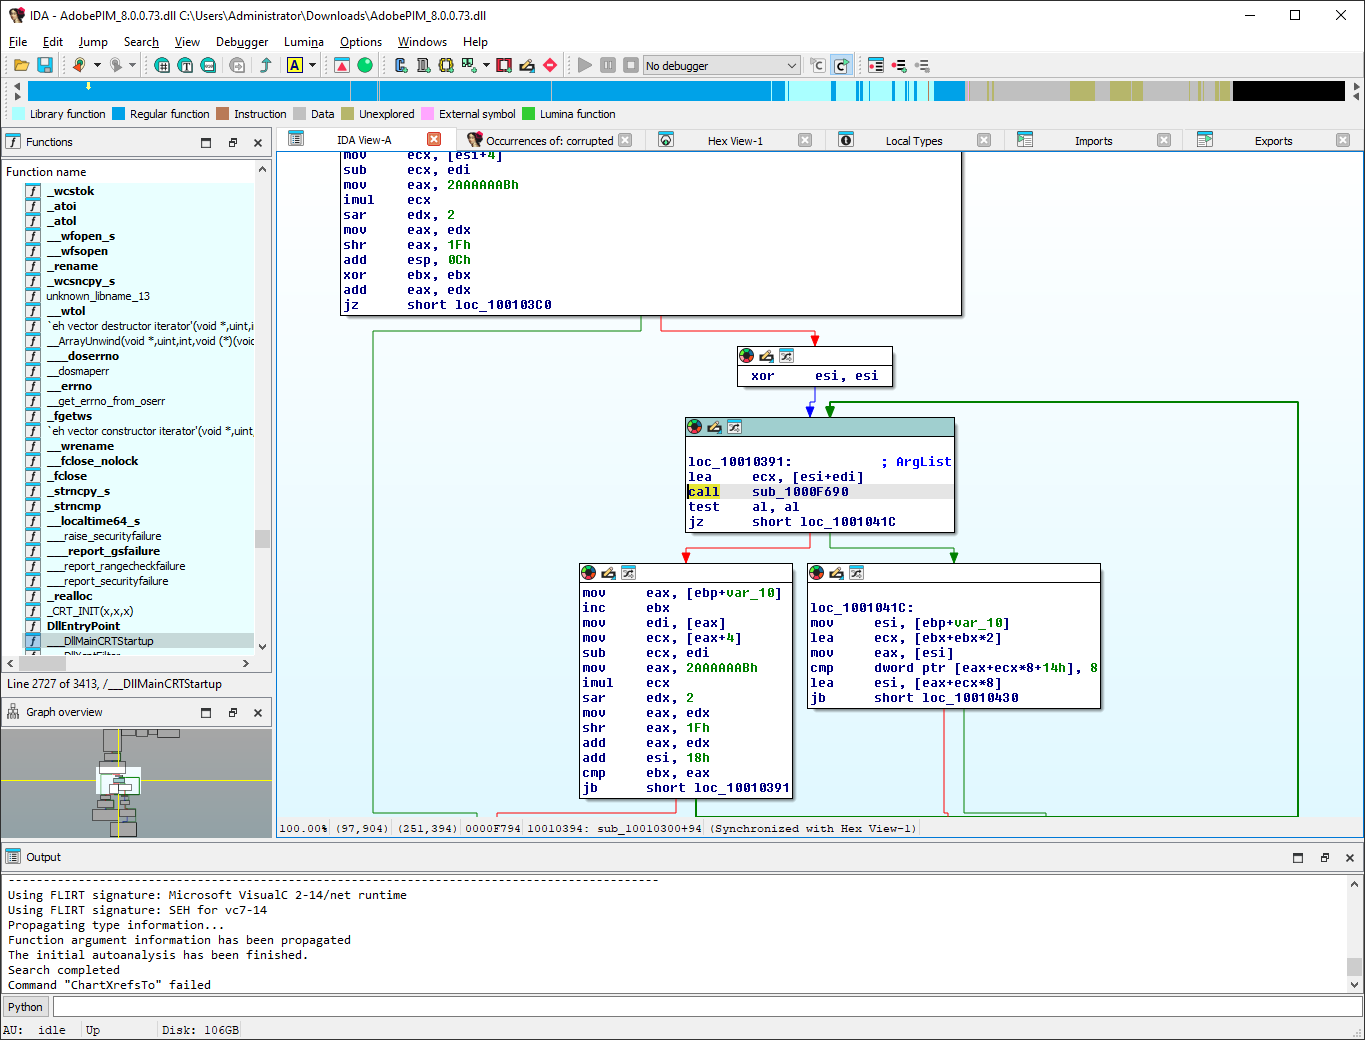 IDA - AdobePIM_8.0.0.73.dll C:\Users\Administrator\Downloads\AdobePIM_8.0.0.73.dll
File Edit Jump Search View Debugger Lumina Options Windows Help
No debugger
Library function Regular function Instruction Data Unexplored External symbol Lumina function
Functions
IDA View-A
Occurrences of: corrupted
Hex View-1
Local Types
Imports
Exports
Function name
_wcstok
_atoi
_atol
__wfopen_s
__wfsopen
_rename
_wcsncpy_s
unknown_libname_13
__wtol
`eh vector destructor iterator'(void *,uint,i
__ArrayUnwind(void *,uint,int,void (*)(voi
___doserrno
__dosmaperr
__errno
__get_errno_from_oserr
_fgetws
`eh vector constructor iterator'(void *,uint,
__wrename
__fclose_nolock
_fclose
_strncpy_s
_strncmp
__localtime64_s
__raise_securityfailure
___report_gsfailure
___report_rangecheckfailure
___report_securityfailure
_realloc
_CRT_INIT(x,x,x)
DllEntryPoint
___DllMainCRTStartup
Line 2727 of 3413, /___DllMainCRTStartup
Graph overview
mov ecx, [esi+4]
sub ecx, edi
mov eax, 2AAAAAABh
imul ecx
sar edx, 2
mov eax, edx
shr eax, 1Fh
add esp, 0Ch
xor ebx, ebx
add eax, edx
jz short loc_100103C0
xor esi, esi
loc_10010391: ; ArgList
lea ecx, [esi+edi]
call sub_1000F690
test al, al
jz short loc_1001041C
mov eax, [ebp+var_10]
inc ebx
mov edi, [eax]
mov ecx, [eax+4]
sub ecx, edi
mov eax, 2AAAAAABh
imul ecx
sar edx, 2
mov eax, edx
shr eax, 1Fh
add eax, edx
add esi, 18h
cmp ebx, eax
jb short loc_10010391
loc_1001041C:
mov esi, [ebp+var_10]
lea ecx, [ebx+ebx*2]
mov eax, [esi]
cmp dword ptr [eax+ecx*8+14h], 8
lea esi, [eax+ecx*8]
jb short loc_10010430
100.00% (97,904) (251,394) 0000F794 10010394: sub_10010300+94 (Synchronized with Hex View-1)
Output
---------------------------------------------------------------------------------------------
Using FLIRT signature: Microsoft VisualC 2-14/net runtime
Using FLIRT signature: SEH for vc7-14
Propagating type information...
Function argument information has been propagated
The initial autoanalysis has been finished.
Search completed
Command "ChartXrefsTo" failed
Python
AU: idle Up Disk: 106GB